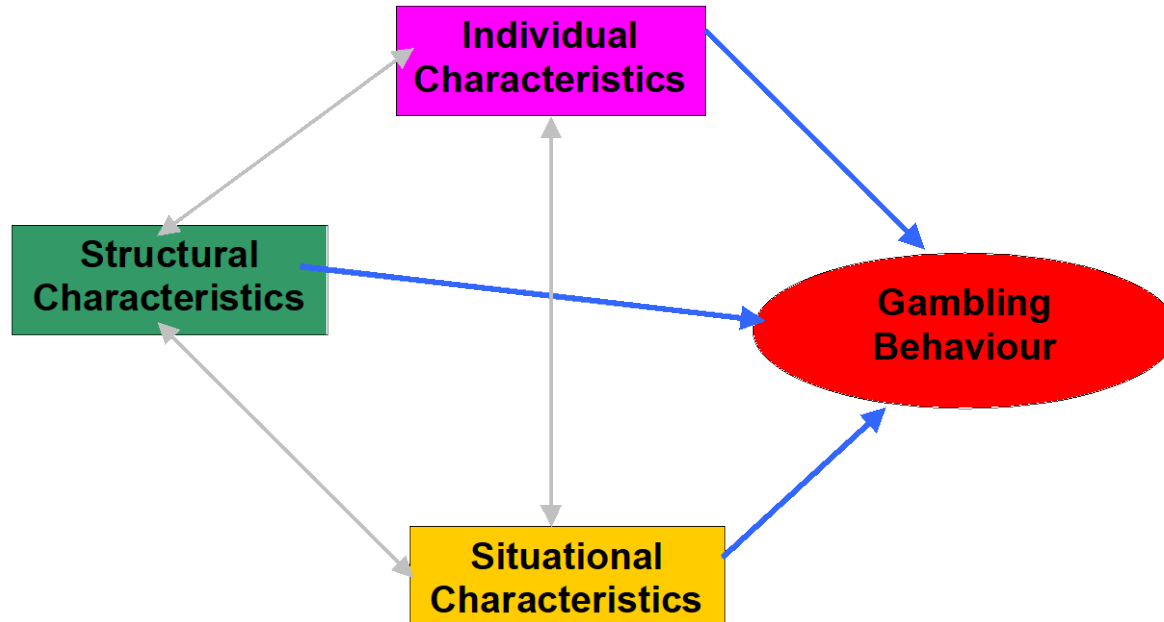 Individual
Characteristics
Structural
Characteristics
Gambling
Behaviour
Situational
Characteristics